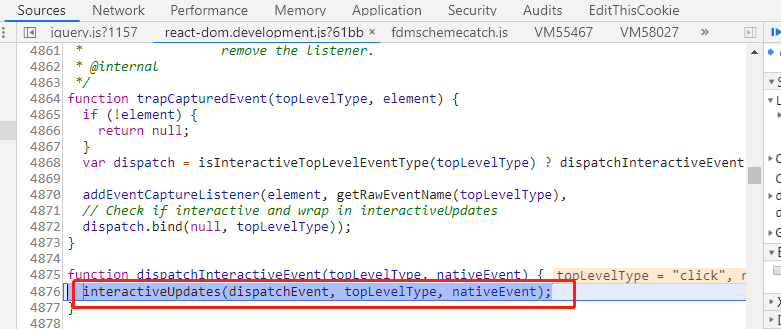 Sources Network Performance Memory Security Audits EditThisCookie
jquery.js?1157 react-dom.development.js?61bb × fdmschemecatch.js VM55467 VM58027 »
4861 * remove the listener.
4862 * @internal
4863 */
4864 function trapCapturedEvent(topLevelType, element) {
4865 if (!element) {
4866 return null;
4867 }
4868 var dispatch = isInteractiveTopLevelEventType(topLevelType) ? dispatchInteractiveEvent
4869
4870 addEventCaptureListener(element, getRawEventName(topLevelType),
4871 // Check if interactive and wrap in interactiveUpdates
4872 dispatch.bind(null, topLevelType));
4873 }
4874
4875 function dispatchInteractiveEvent(topLevelType, nativeEvent) { topLevelType = "click", n
4876 interactiveUpdates(dispatchEvent, topLevelType, nativeEvent);
4877 }
4878